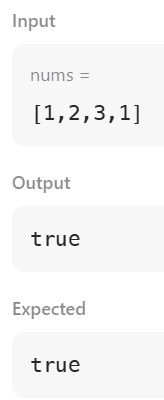 Input
nums =
[1,2,3,1]
Output
true
Expected
true